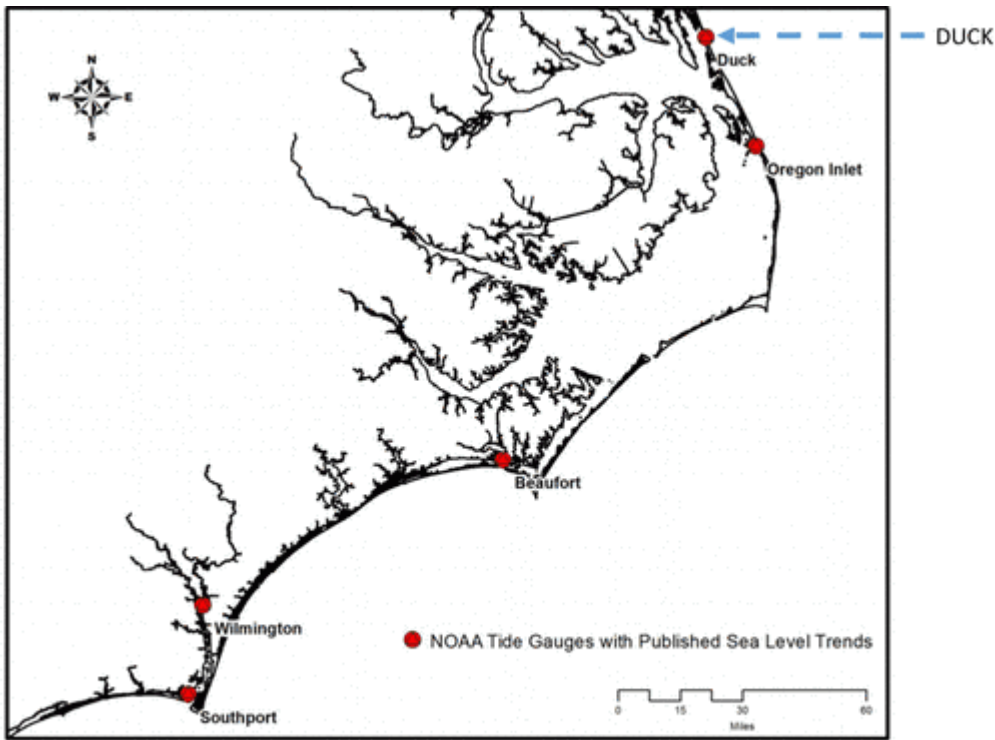 DUCK
N
W E
S
Duck
Oregon Inlet
Beaufort
Wilmington
NOAA Tide Gauges with Published Sea Level Trends
Southport
0 15 30 60
Miles